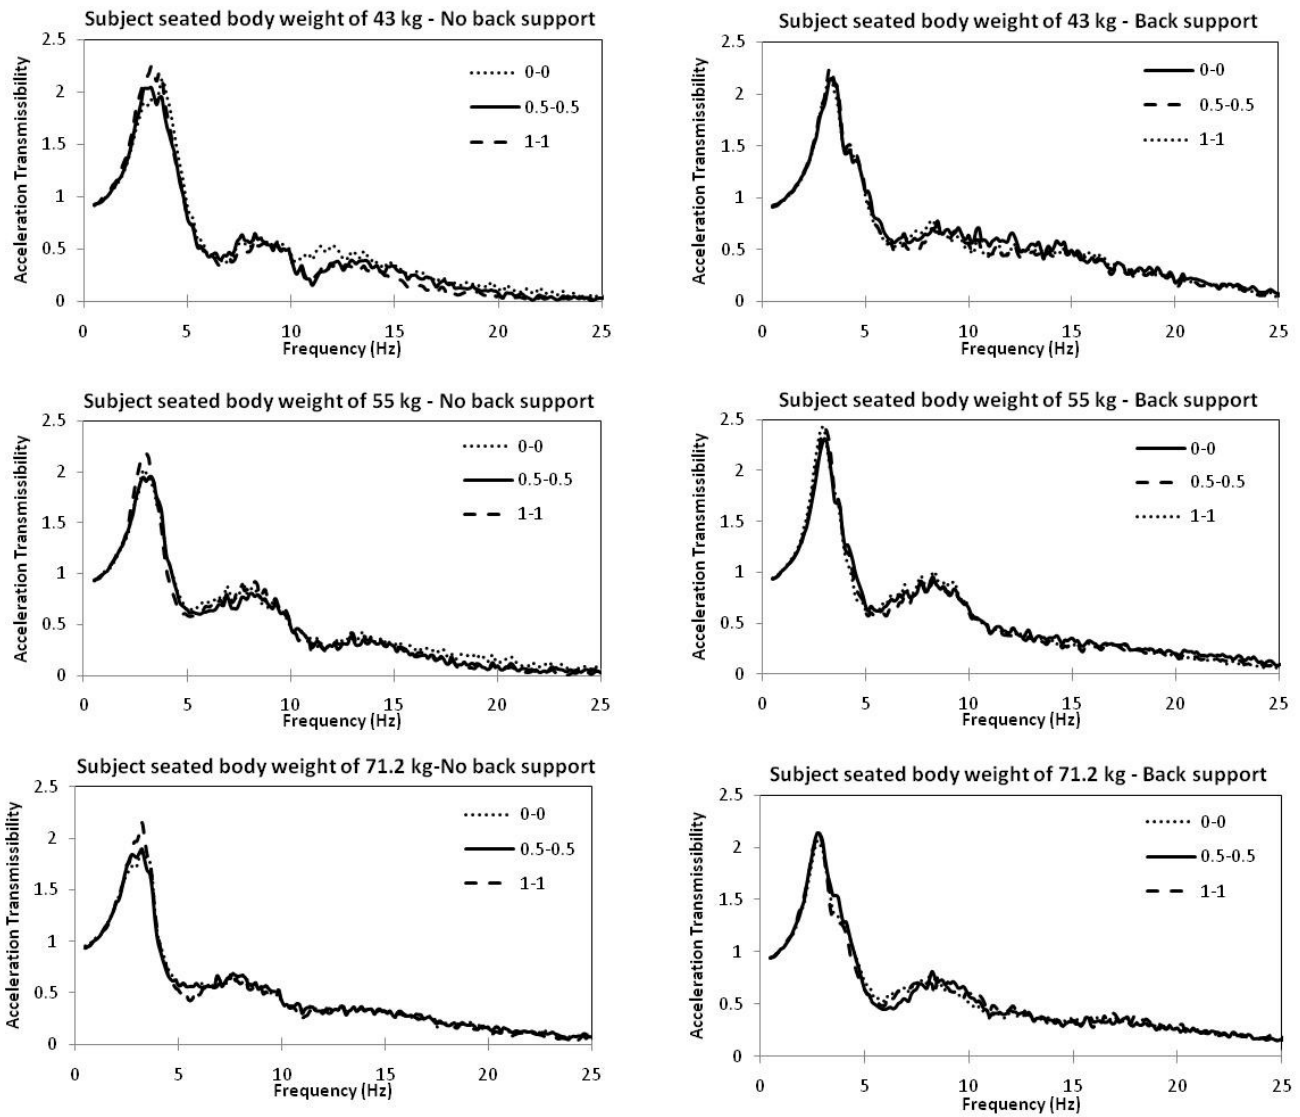 Subject seated body weight of 43 kg - No back support
2.5
2
1.5
1
0.5
0
Acceleration Transmissibility
0-0
0.5-0.5
1-1
0 5 10 15 20 25
Frequency (Hz)
Subject seated body weight of 43 kg - Back support
2.5
2
1.5
1
0.5
0
Acceleration Transmissibility
0-0
0.5-0.5
1-1
0 5 10 15 20 25
Frequency (Hz)
Subject seated body weight of 55 kg - No back support
2.5
2
1.5
1
0.5
0
Acceleration Transmissibility
0-0
0.5-0.5
1-1
0 5 10 15 20 25
Frequency (Hz)
Subject seated body weight of 55 kg - Back support
2.5
2
1.5
1
0.5
0
Acceleration Transmissibility
0-0
0.5-0.5
1-1
0 5 10 15 20 25
Frequency (Hz)
Subject seated body weight of 71.2 kg-No back support
2.5
2
1.5
1
0.5
0
Acceleration Transmissibility
0-0
0.5-0.5
1-1
0 5 10 15 20 25
Frequency (Hz)
Subject seated body weight of 71.2 kg - Back support
2.5
2
1.5
1
0.5
0
Acceleration Transmissibility
0-0
0.5-0.5
1-1
0 5 10 15 20 25
Frequency (Hz)